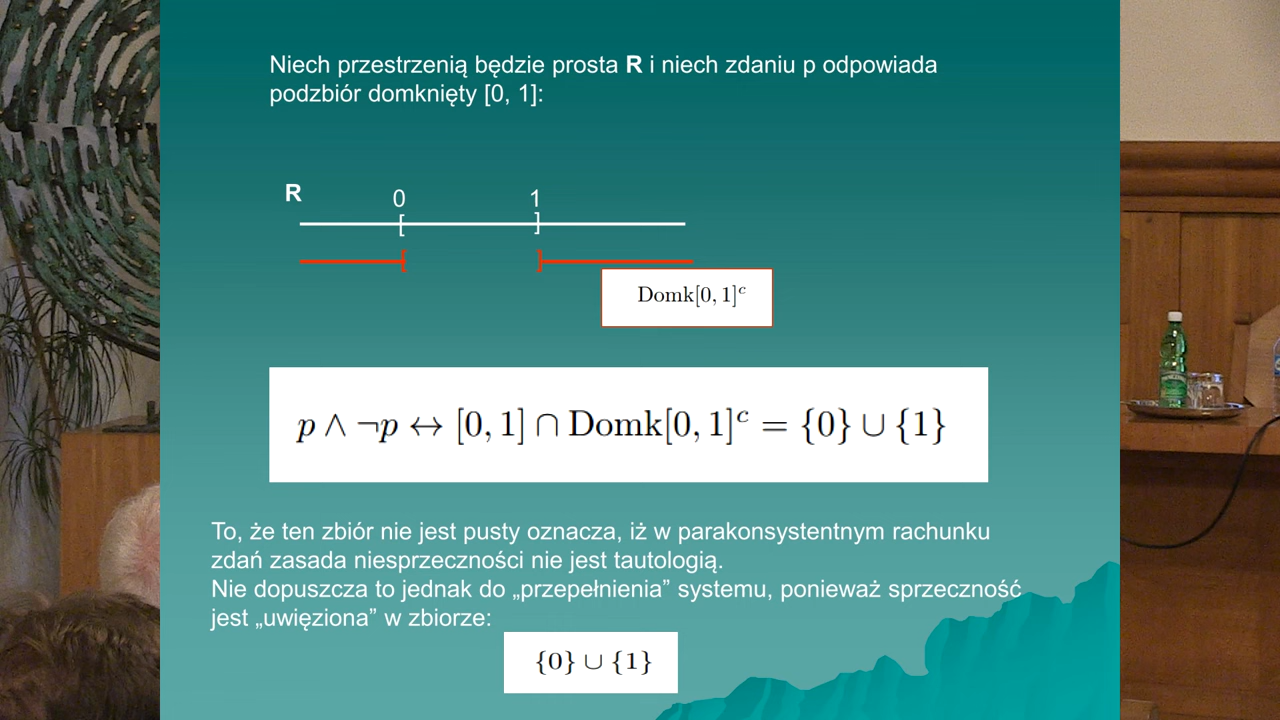 Niech przestrzenią będzie prosta R i niech zdaniu p odpowiada
podzbiór domknięty [0, 1]:
R
0 1
[ ]
Domk[0, 1]ᶜ
p ∧ ¬p ↔ [0, 1] ∩ Domk[0, 1]ᶜ = {0} ∪ {1}
To, że ten zbiór nie jest pusty oznacza, iż w parakonsystentnym rachunku
zdań zasada niesprzeczności nie jest tautologią.
Nie dopuszcza to jednak do „przepełnienia” systemu, ponieważ sprzeczność
jest „uwięziona” w zbiorze:
{0} ∪ {1}